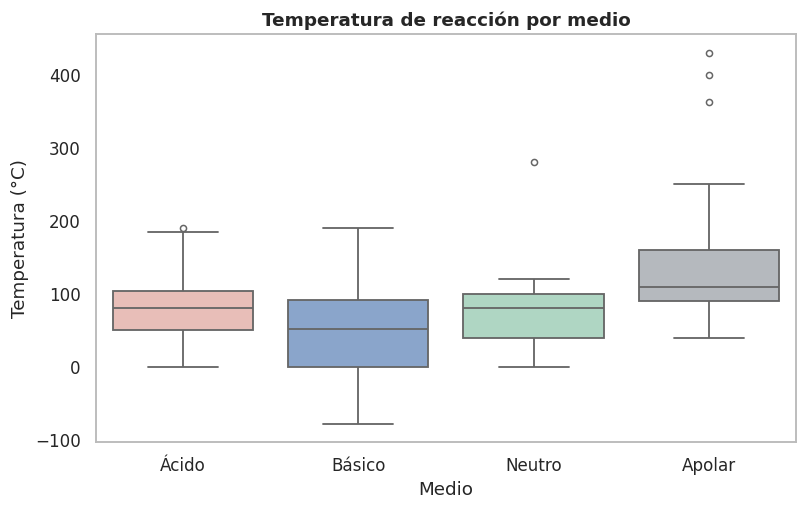 Temperatura de reacción por medio
Temperatura (°C)
400
300
200
100
0
−100
Ácido
Básico
Neutro
Apolar
Medio